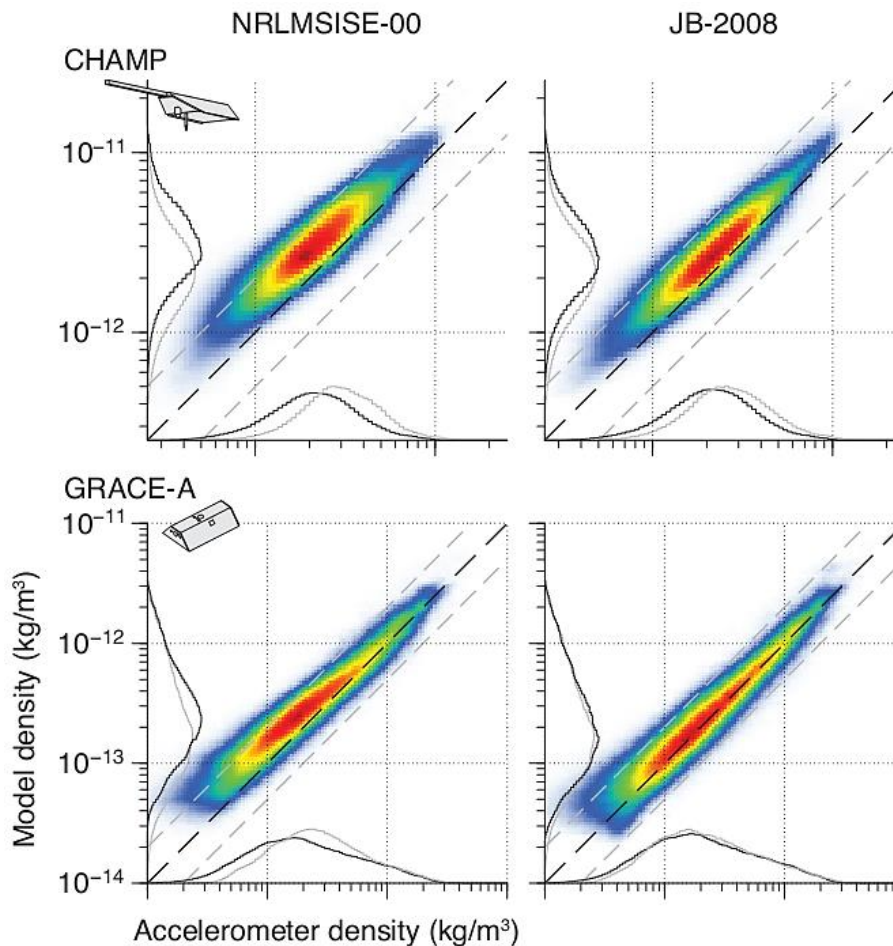 NRLMSISE-00 JB-2008
CHAMP
10⁻¹¹
10⁻¹²
GRACE-A
10⁻¹¹
10⁻¹²
10⁻¹³
10⁻¹⁴
Model density (kg/m³)
Accelerometer density (kg/m³)